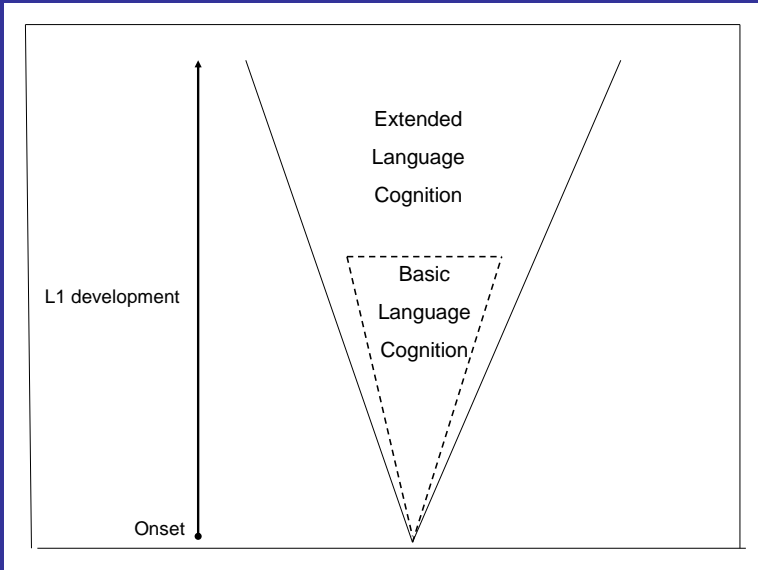 Extended
Language
Cognition
Basic
L1 development
Language
Cognition
Onset